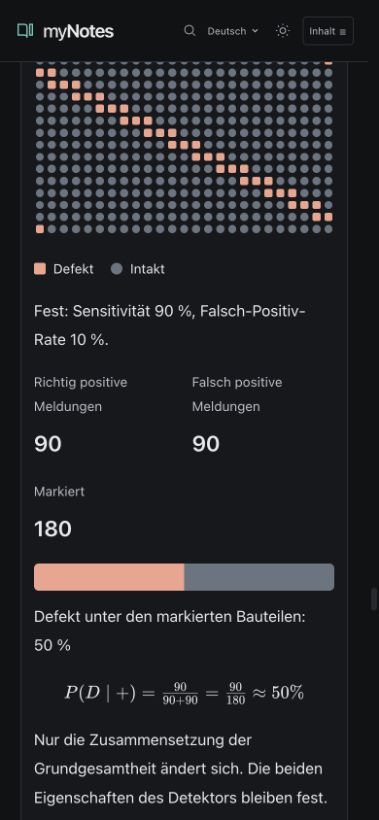 myNotes
Deutsch
Inhalt
Defekt
Intakt
Fest: Sensitivität 90 %, Falsch-Positiv-
Rate 10 %.
Richtig positive
Meldungen
90
Falsch positive
Meldungen
90
Markiert
180
Defekt unter den markierten Bauteilen:
50 %
P(D | +) = 90/(90+90) = 90/180 ≈ 50%
Nur die Zusammensetzung der
Grundgesamtheit ändert sich. Die beiden
Eigenschaften des Detektors bleiben fest.